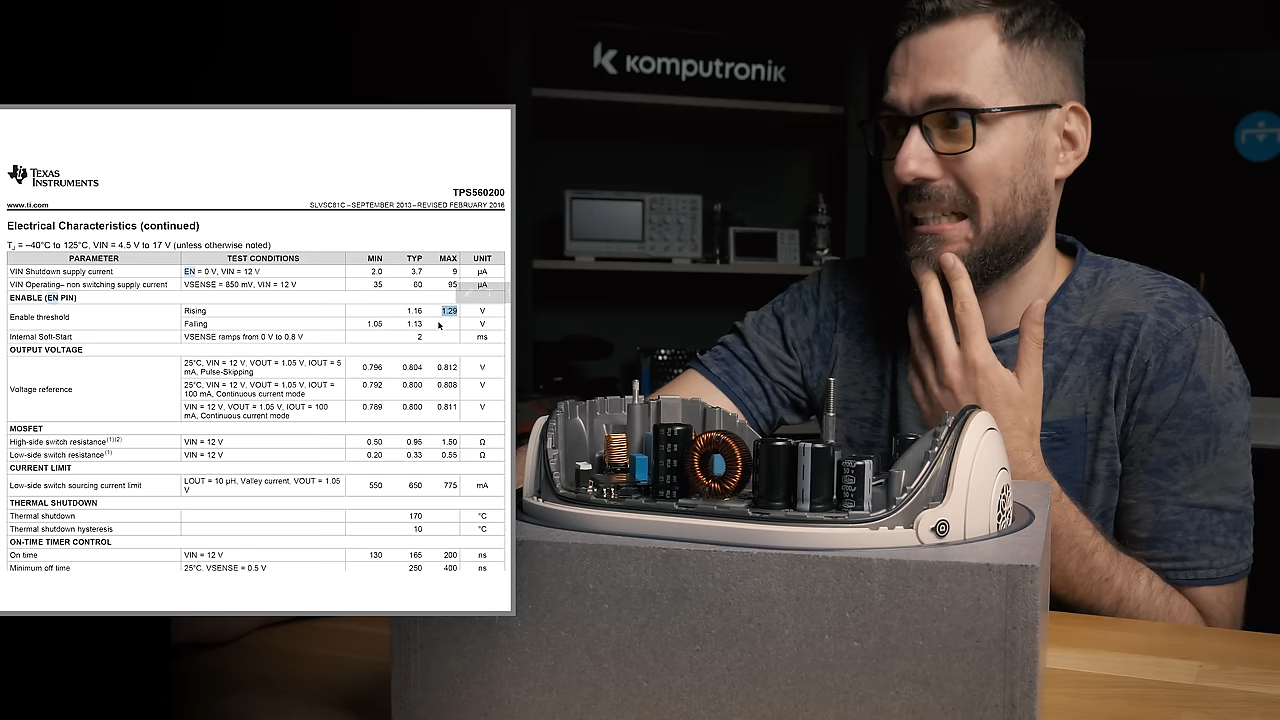 Komputronik
TEXAS
INSTRUMENTS
TPS560200
www.ti.com
SLVSC81C–SEPTEMBER 2013–REVISED FEBRUARY 2016
Electrical Characteristics (continued)
TJ = –40°C to 125°C, VIN = 4.5 V to 17 V (unless otherwise noted)
PARAMETER TEST CONDITIONS MIN TYP MAX UNIT
VIN Shutdown supply current EN = 0 V, VIN = 12 V 2.0 3.7 9 µA
VIN Operating– non switching supply current VSENSE = 850 mV, VIN = 12 V 35 60 95 µA
ENABLE (EN PIN)
Enable threshold
Rising 1.16 1.29 V
Falling 1.05 1.13 V
Internal Soft-Start VSENSE ramps from 0 V to 0.8 V 2 ms
OUTPUT VOLTAGE
Voltage reference
25°C, VIN = 12 V, VOUT = 1.05 V, IOUT = 5
mA, Pulse-Skipping 0.796 0.804 0.812 V
25°C, VIN = 12 V, VOUT = 1.05 V, IOUT =
100 mA, Continuous current mode 0.792 0.800 0.808 V
VIN = 12 V, VOUT = 1.05 V, IOUT = 100
mA, Continuous current mode 0.789 0.800 0.811 V
MOSFET
High-side switch resistance(1)(2) VIN = 12 V 0.50 0.95 1.50 Ω
Low-side switch resistance(1) VIN = 12 V 0.20 0.33 0.55 Ω
CURRENT LIMIT
Low-side switch sourcing current limit LOUT = 10 µH, Valley current, VOUT = 1.05
V 550 650 775 mA
THERMAL SHUTDOWN
Thermal shutdown 170 °C
Thermal shutdown hysteresis 10 °C
ON-TIME TIMER CONTROL
On time VIN = 12 V 130 165 200 ns
Minimum off time 25°C, VSENSE = 0.5 V 250 400 ns